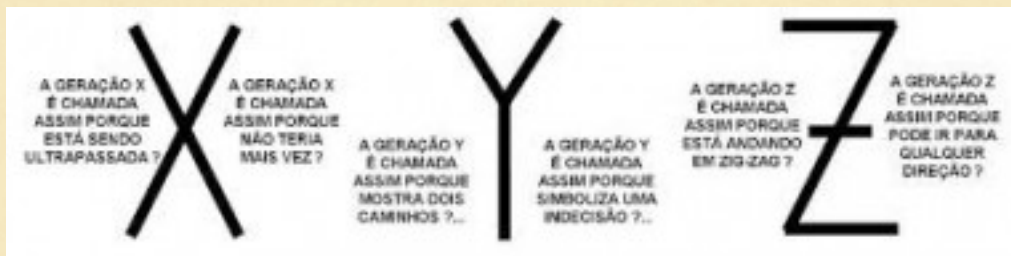 X
A GERAÇÃO X
É CHAMADA
ASSIM PORQUE
ESTÁ SENDO
ULTRAPASSADA ?
A GERAÇÃO X
É CHAMADA
ASSIM PORQUE
NÃO TERIA
MAIS VEZ ?
Y
A GERAÇÃO Y
É CHAMADA
ASSIM PORQUE
MOSTRA DOIS
CAMINHOS ?...
A GERAÇÃO Y
É CHAMADA
ASSIM PORQUE
SIMBOLIZA UMA
INDECISÃO ?...
Z
A GERAÇÃO Z
É CHAMADA
ASSIM PORQUE
ESTÁ ANDANDO
EM ZIG-ZAG ?
A GERAÇÃO Z
É CHAMADA
ASSIM PORQUE
PODE IR PARA
QUALQUER
DIREÇÃO ?